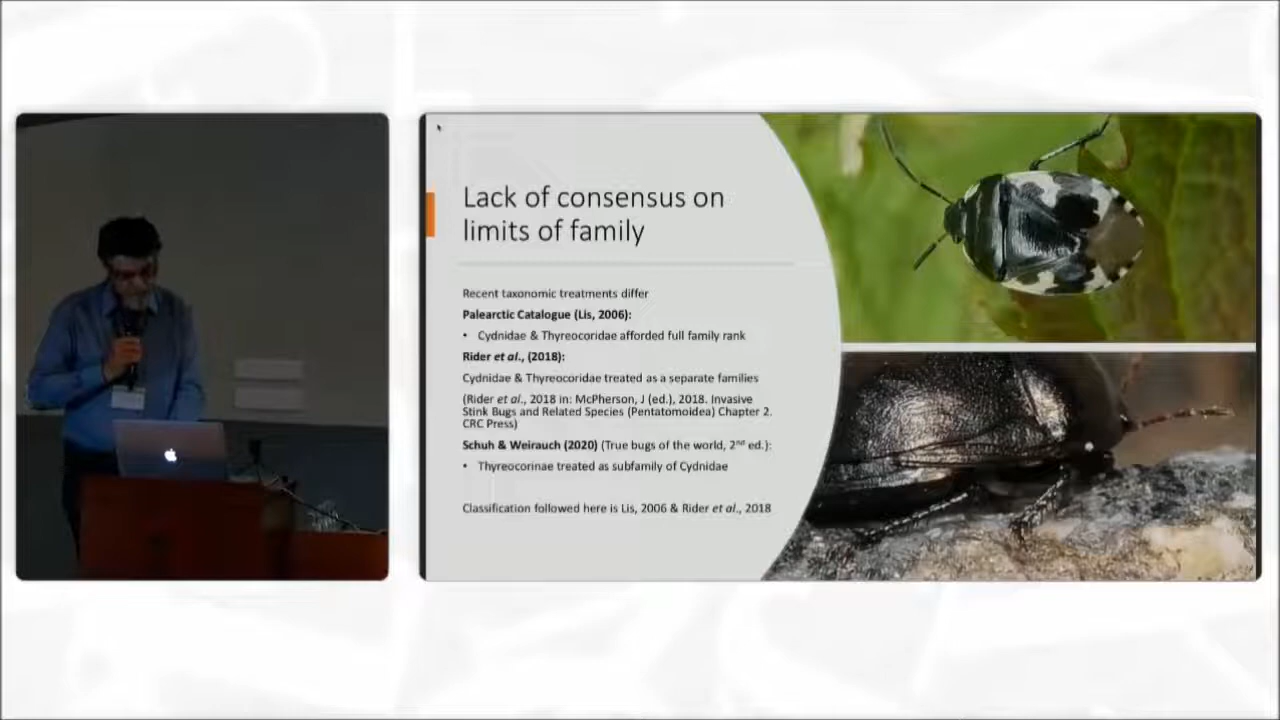 Lack of consensus on
limits of family
Recent taxonomic treatments differ
Palearctic Catalogue (Lis, 2006):
• Cydnidae & Thyreocoridae afforded full family rank
Rider et al., (2018):
Cydnidae & Thyreocoridae treated as a separate families
(Rider et al., 2018 in: McPherson, J (ed.), 2018. Invasive
Stink Bugs and Related Species (Pentatomoidea) Chapter 2.
CRC Press)
Schuh & Weirauch (2020) (True bugs of the world, 2nd ed.):
• Thyreocorinae treated as subfamily of Cydnidae
Classification followed here is Lis, 2006 & Rider et al., 2018